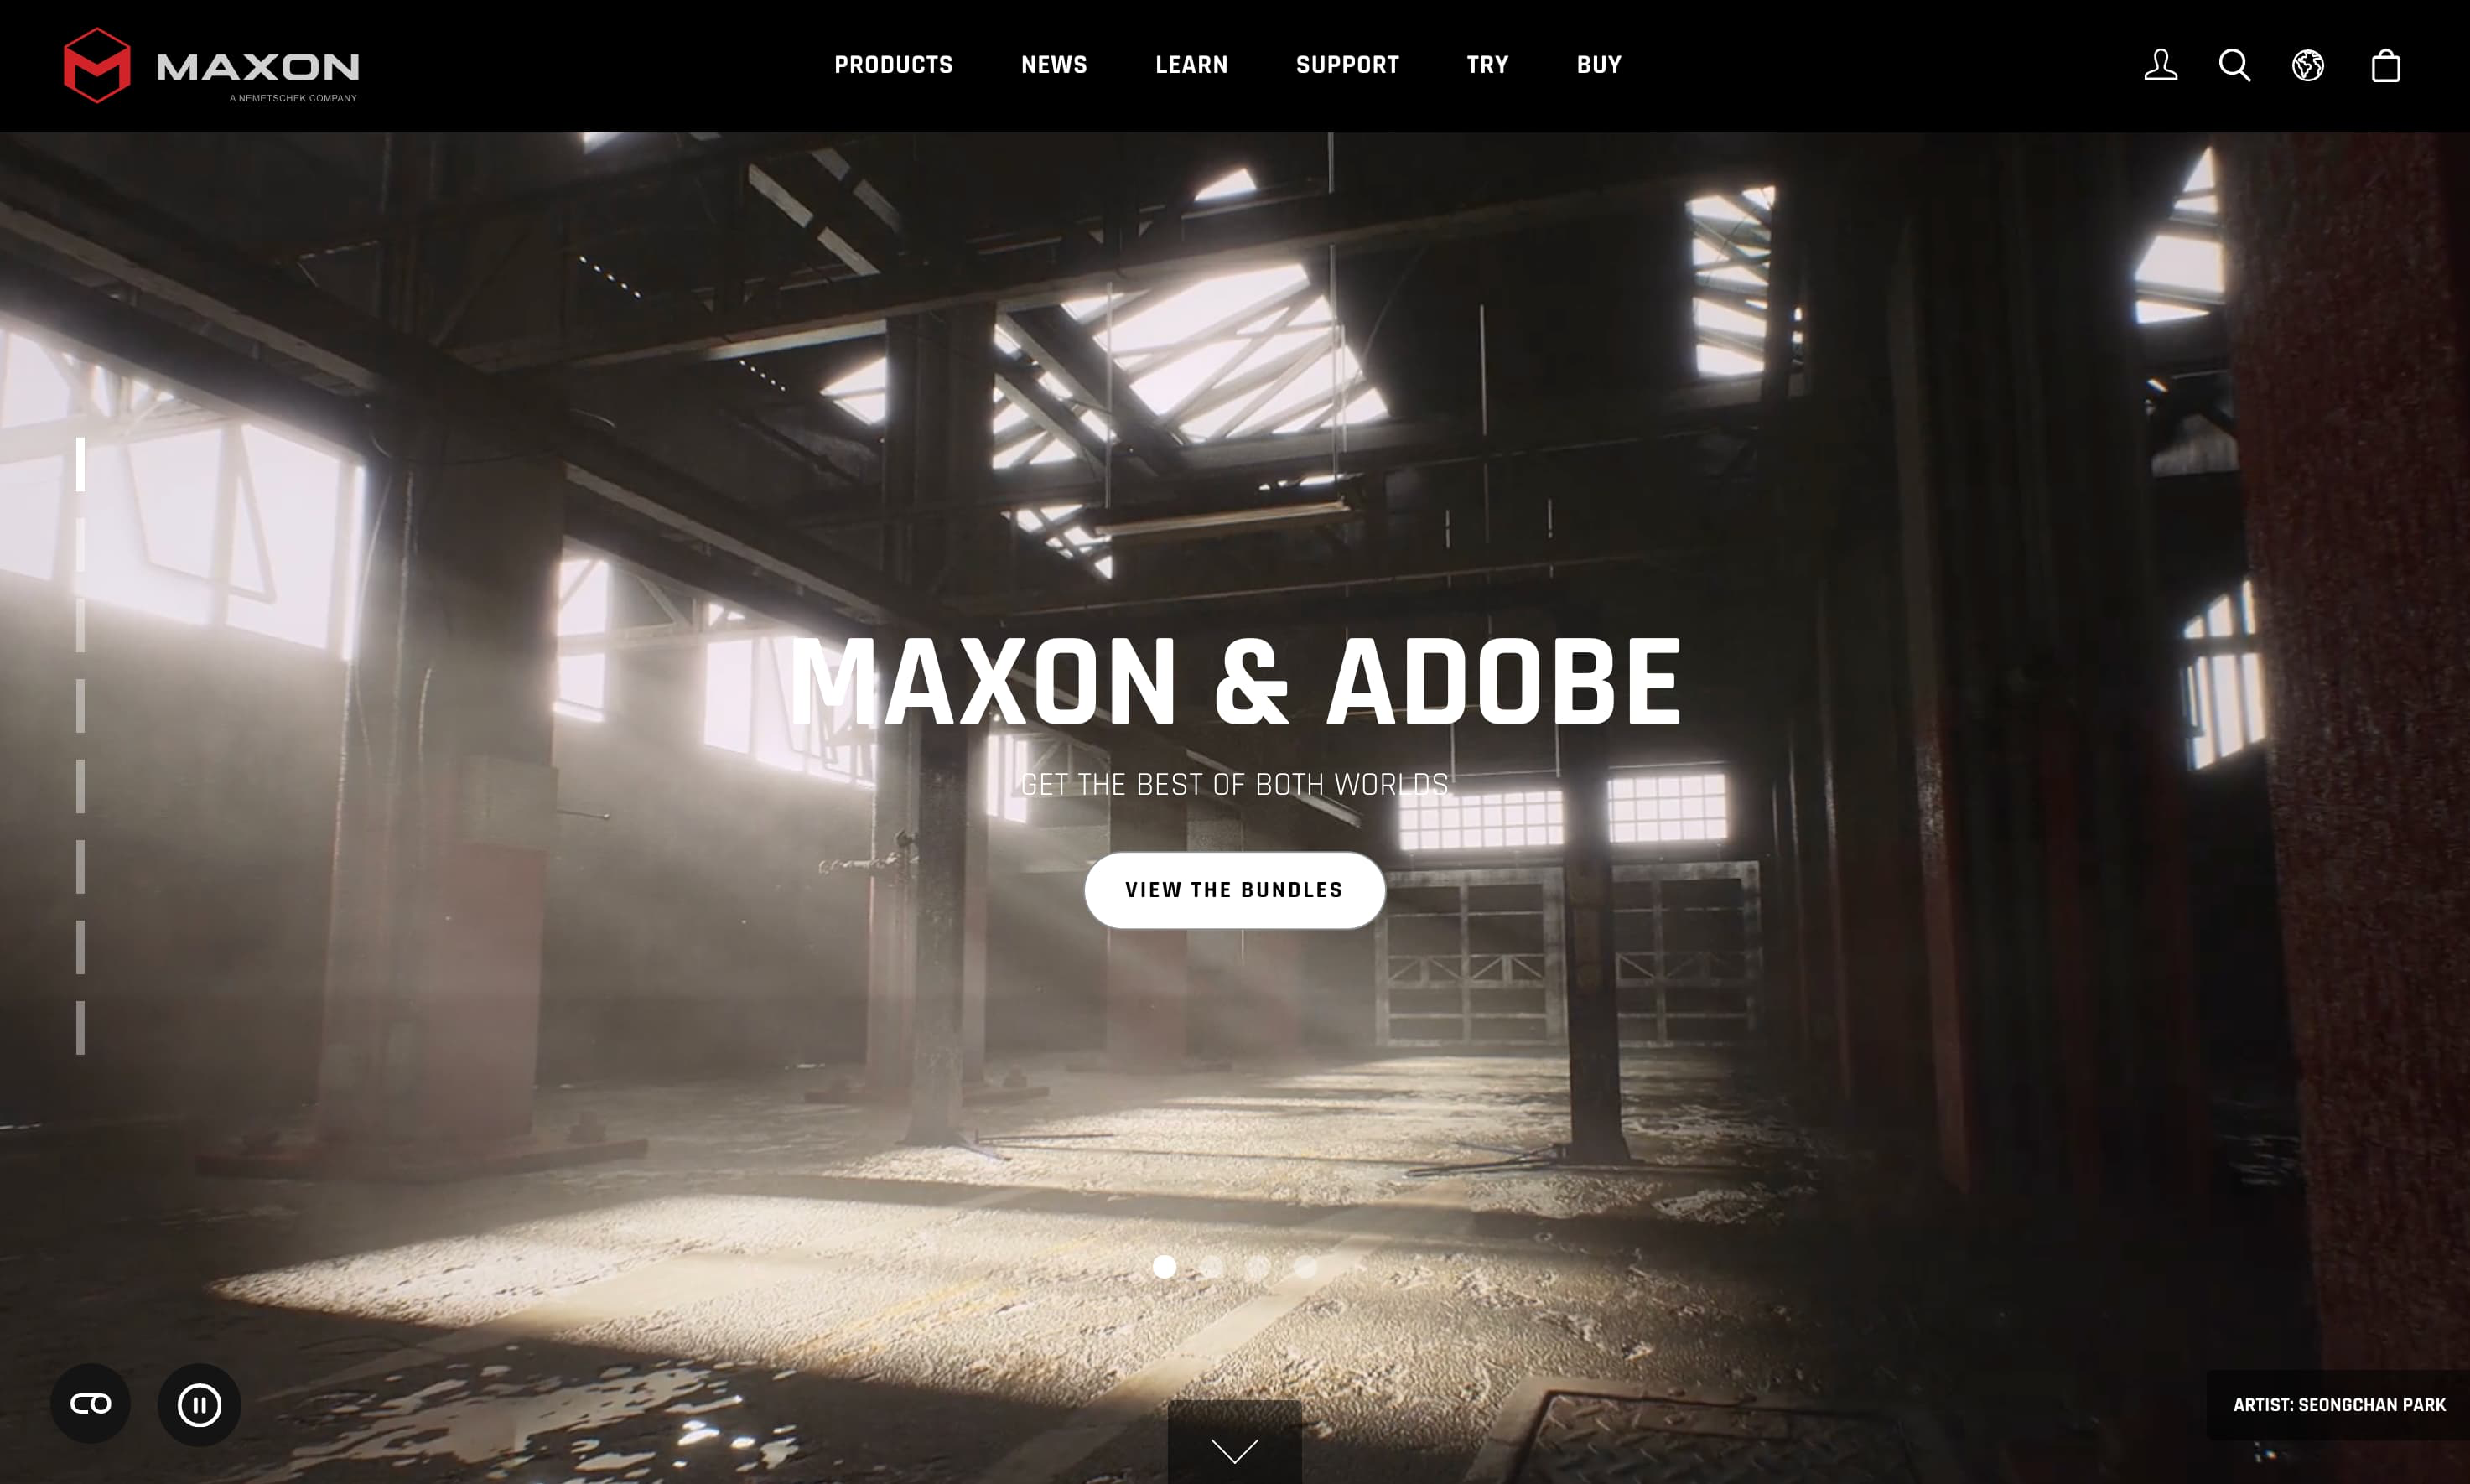 MAXON
A NEMETSCHEK COMPANY
PRODUCTS
NEWS
LEARN
SUPPORT
TRY
BUY
MAXON & ADOBE
GET THE BEST OF BOTH WORLDS
VIEW THE BUNDLES
ARTIST: SEONGCHAN PARK